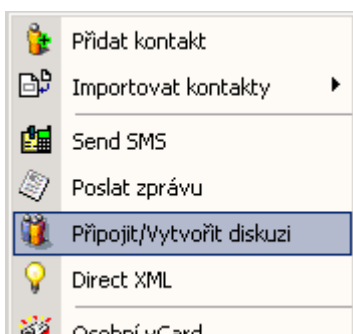 Přidat kontakt
Importovat kontakty
Send SMS
Poslat zprávu
Připojit/Vytvořit diskuzi
Direct XML
Osobní vCard